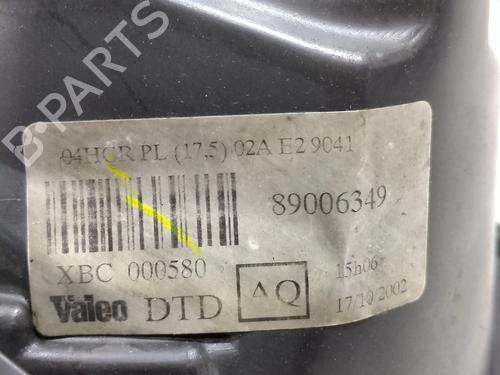 B-PARTS
04HCR PL (17,5) 02A E2 9041
89006349
XBC 000580
Valeo DTD ΔQ
15h06
17/10/2002